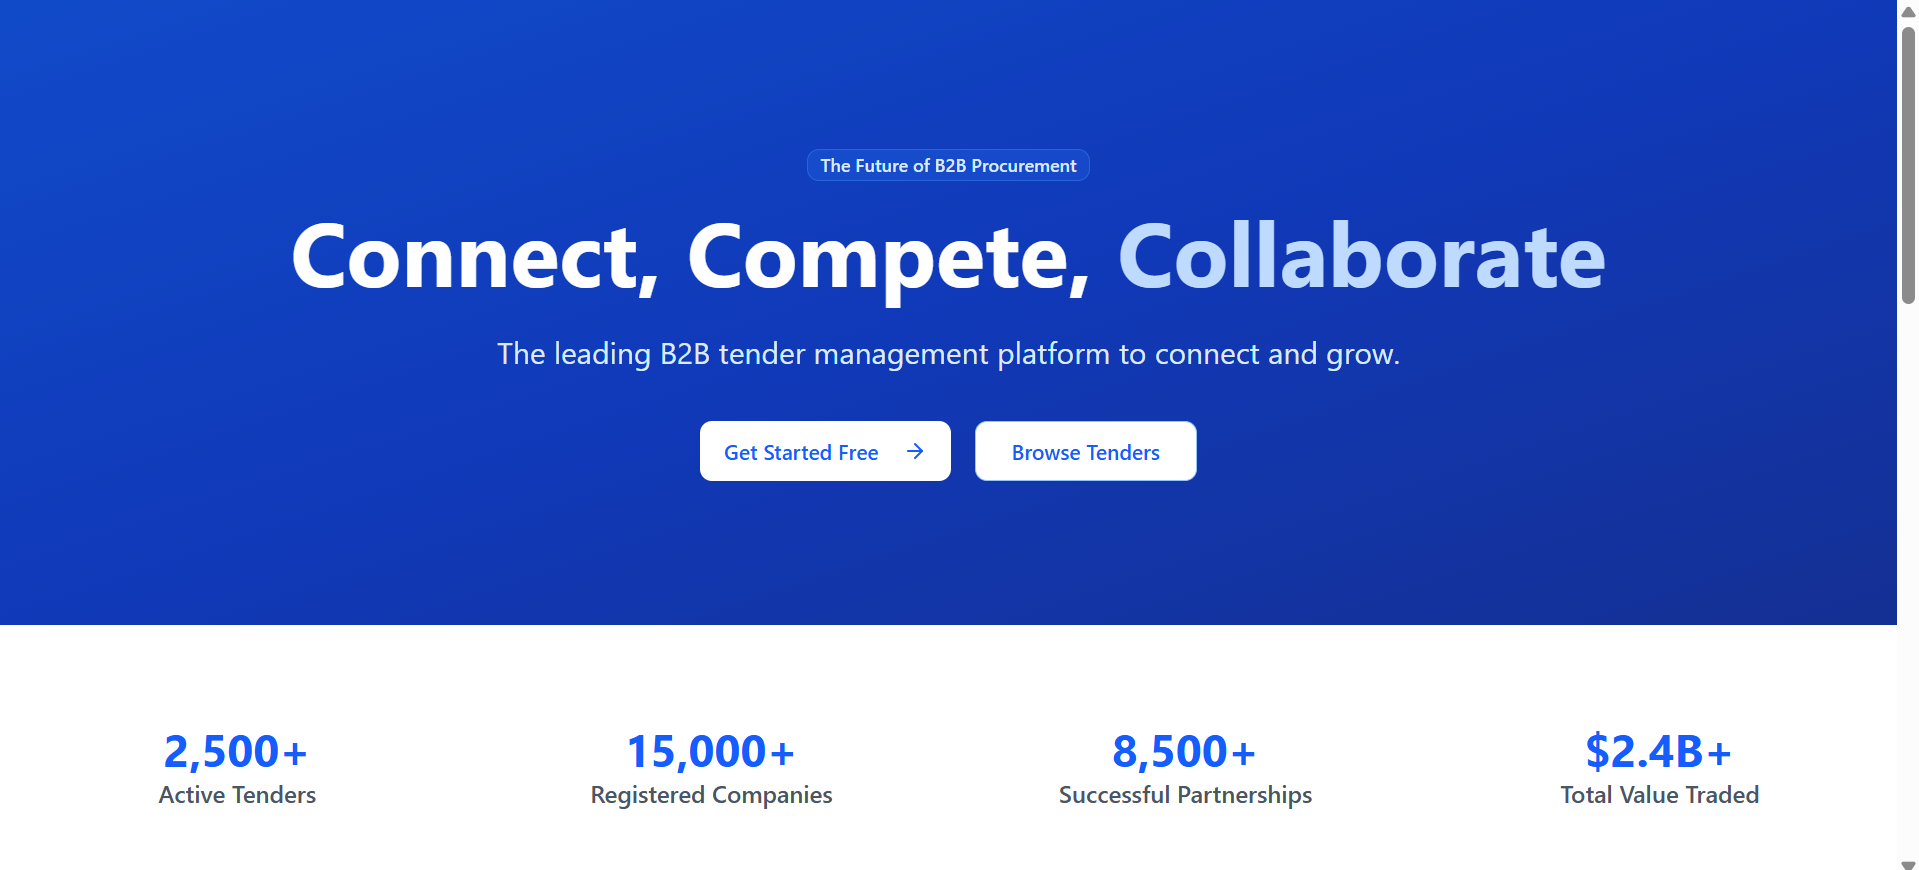 The Future of B2B Procurement
Connect, Compete, Collaborate
The leading B2B tender management platform to connect and grow.
Get Started Free
Browse Tenders
2,500+
Active Tenders
15,000+
Registered Companies
8,500+
Successful Partnerships
$2.4B+
Total Value Traded